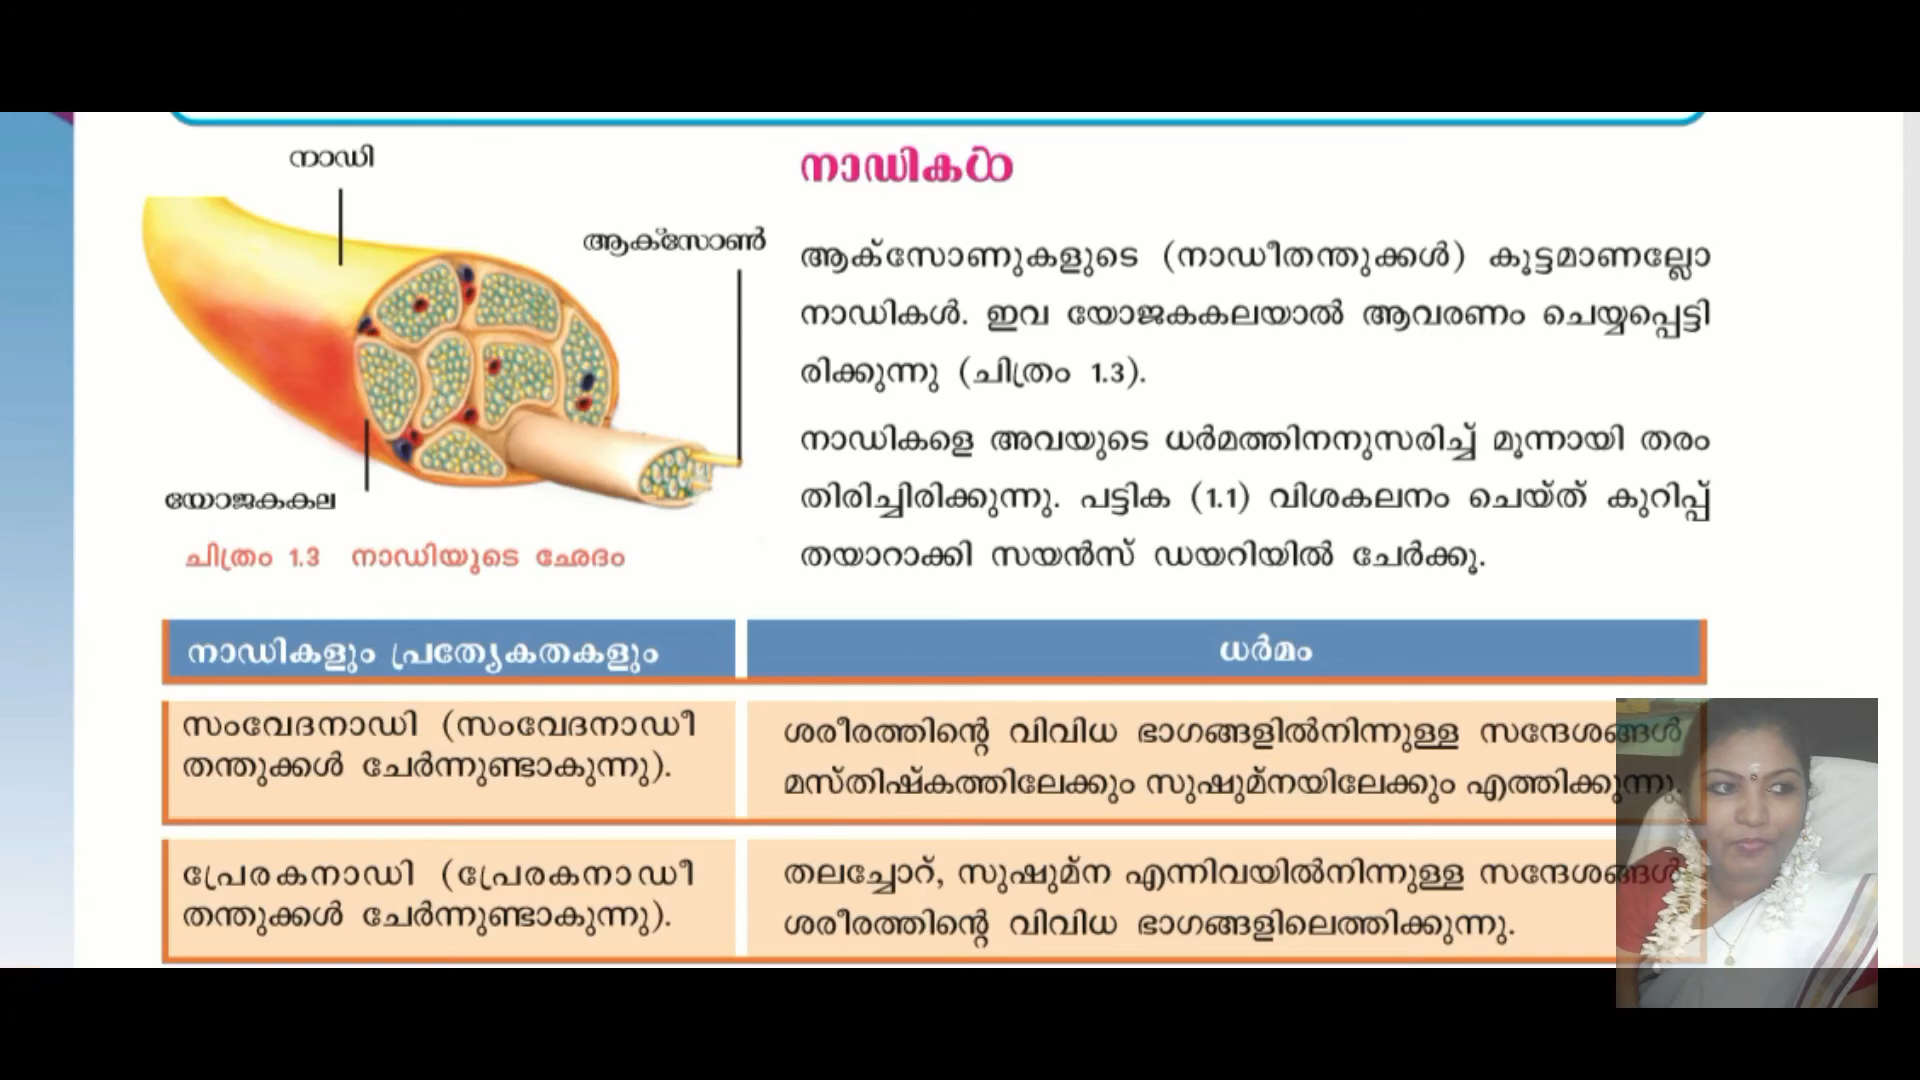 നാഡി
ആക്സോൺ
യോജകകല
ചിത്രം 1.3 നാഡിയുടെ ഛേദം
നാഡികൾ
ആക്സോണുകളുടെ (നാഡീതന്തുക്കൾ) കൂട്ടമാണല്ലോ
നാഡികൾ. ഇവ യോജകകലയാൽ ആവരണം ചെയ്യപ്പെട്ടി
രിക്കുന്നു (ചിത്രം 1.3).
നാഡികളെ അവയുടെ ധർമത്തിനനുസരിച്ച് മൂന്നായി തരം
തിരിച്ചിരിക്കുന്നു. പട്ടിക (1.1) വിശകലനം ചെയ്ത് കുറിപ്പ്
തയാറാക്കി സയൻസ് ഡയറിയിൽ ചേർക്കൂ.
നാഡികളും പ്രത്യേകതകളും
ധർമം
സംവേദനാഡി (സംവേദനാഡീ
തന്തുക്കൾ ചേർന്നുണ്ടാകുന്നു).
ശരീരത്തിന്റെ വിവിധ ഭാഗങ്ങളിൽനിന്നുള്ള സന്ദേശങ്ങൾ
മസ്തിഷ്കത്തിലേക്കും സുഷുമ്നയിലേക്കും എത്തിക്കുന്നു.
പ്രേരകനാഡി (പ്രേരകനാഡീ
തന്തുക്കൾ ചേർന്നുണ്ടാകുന്നു).
തലച്ചോറ്, സുഷുമ്ന എന്നിവയിൽനിന്നുള്ള സന്ദേശങ്ങൾ
ശരീരത്തിന്റെ വിവിധ ഭാഗങ്ങളിലെത്തിക്കുന്നു.